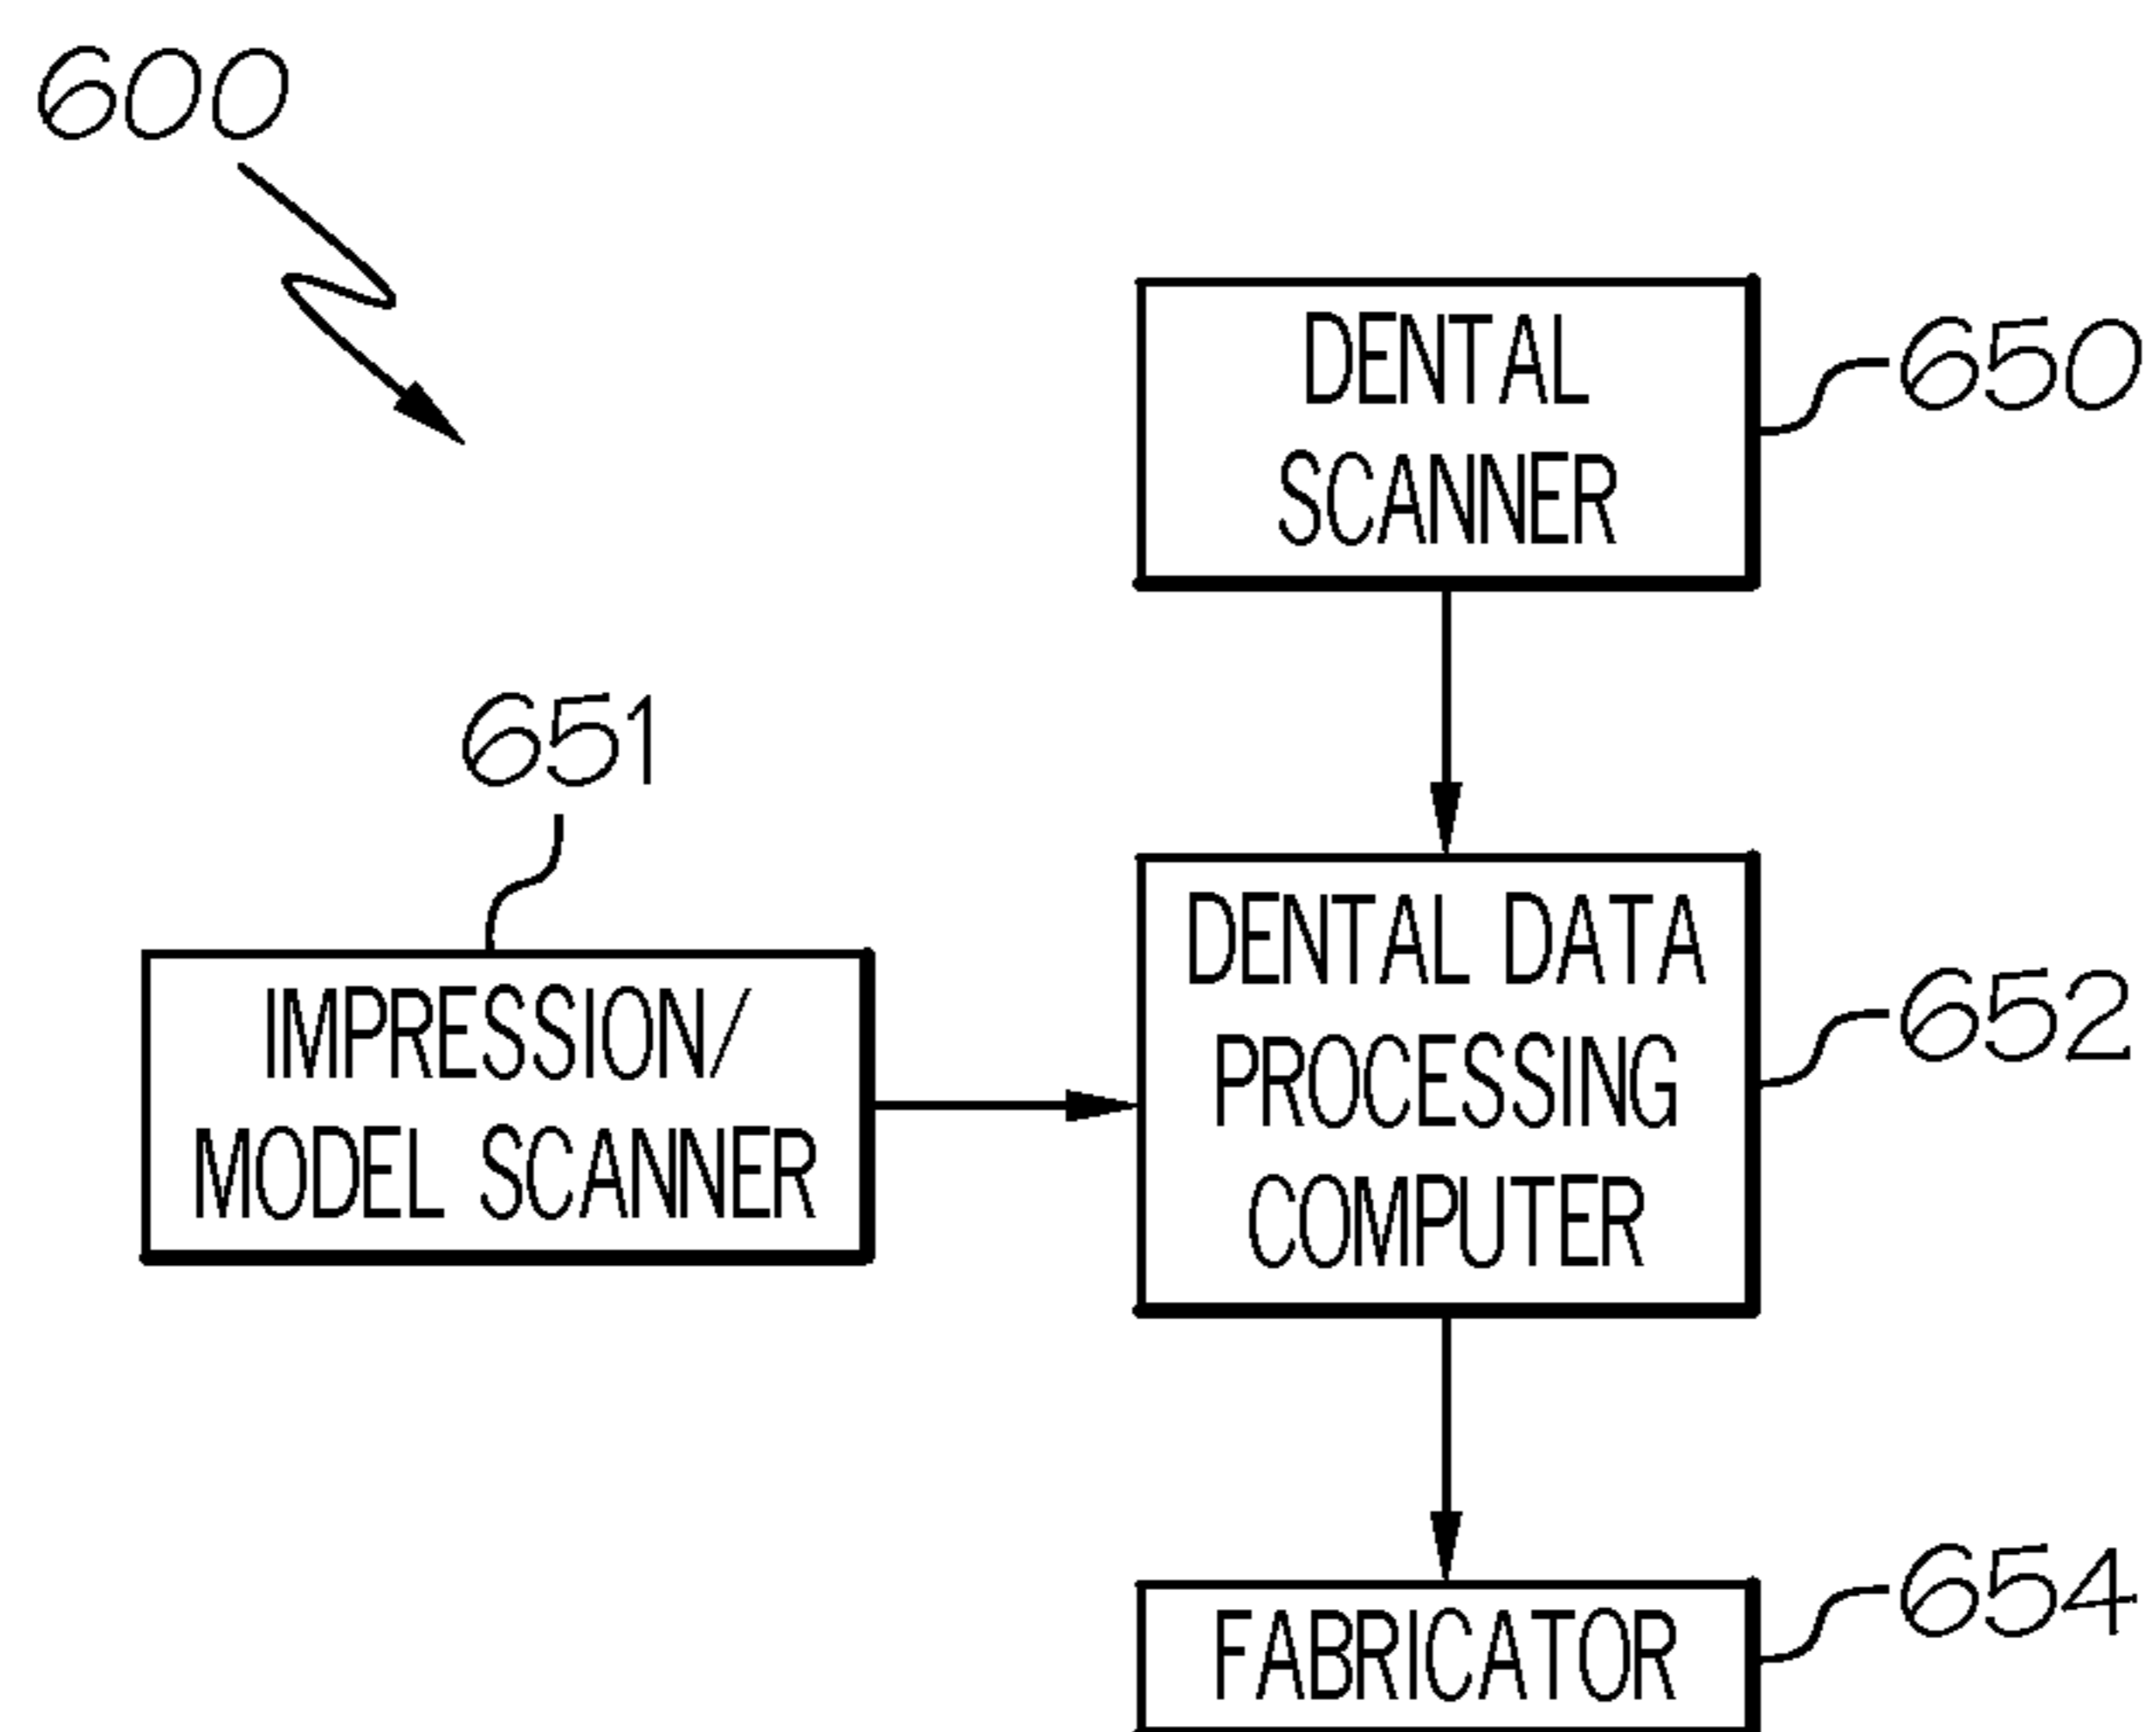 600
DENTAL
SCANNER
650
651
IMPRESSION/
MODEL SCANNER
DENTAL DATA
PROCESSING
COMPUTER
652
FABRICATOR
654